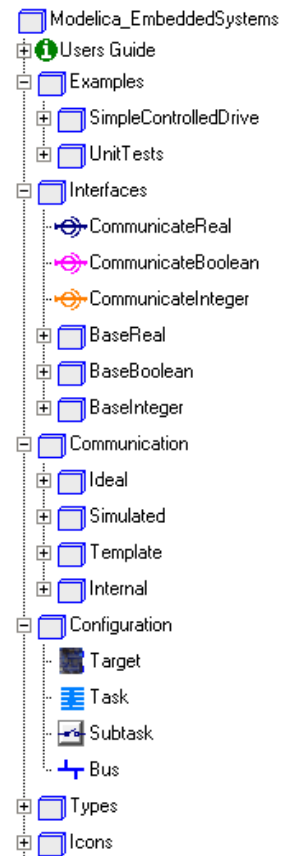 Modelica_EmbeddedSystems
Users Guide
Examples
SimpleControlledDrive
UnitTests
Interfaces
CommunicateReal
CommunicateBoolean
CommunicateInteger
BaseReal
BaseBoolean
BaseInteger
Communication
Ideal
Simulated
Template
Internal
Configuration
Target
Task
Subtask
Bus
Types
Icons